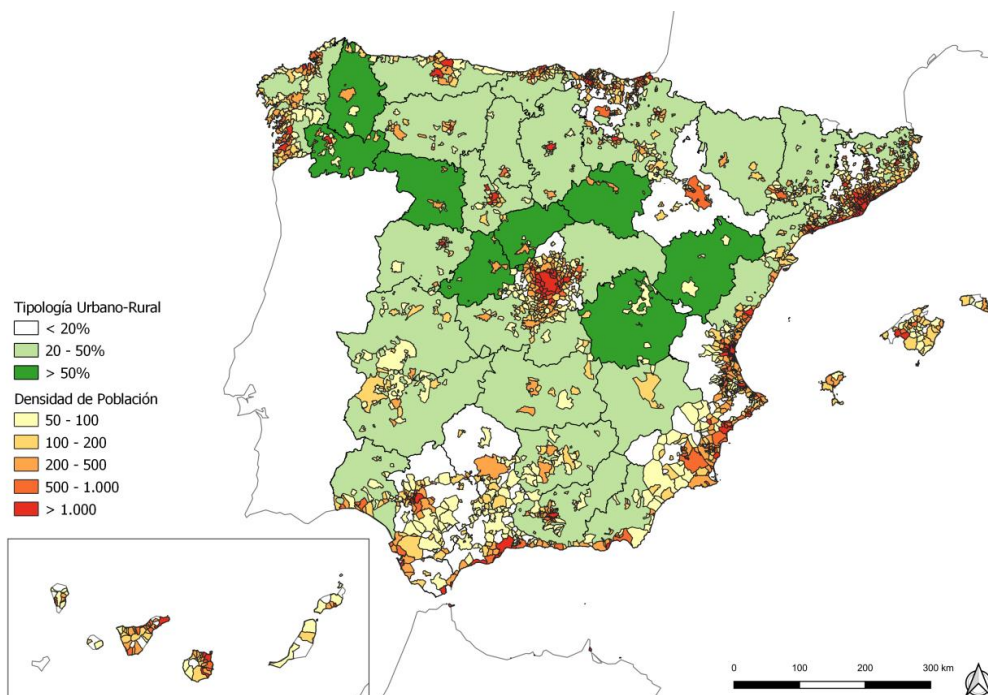 Tipología Urbano-Rural
< 20%
20 - 50%
> 50%
Densidad de Población
50 - 100
100 - 200
200 - 500
500 - 1.000
> 1.000
0 100 200 300 km